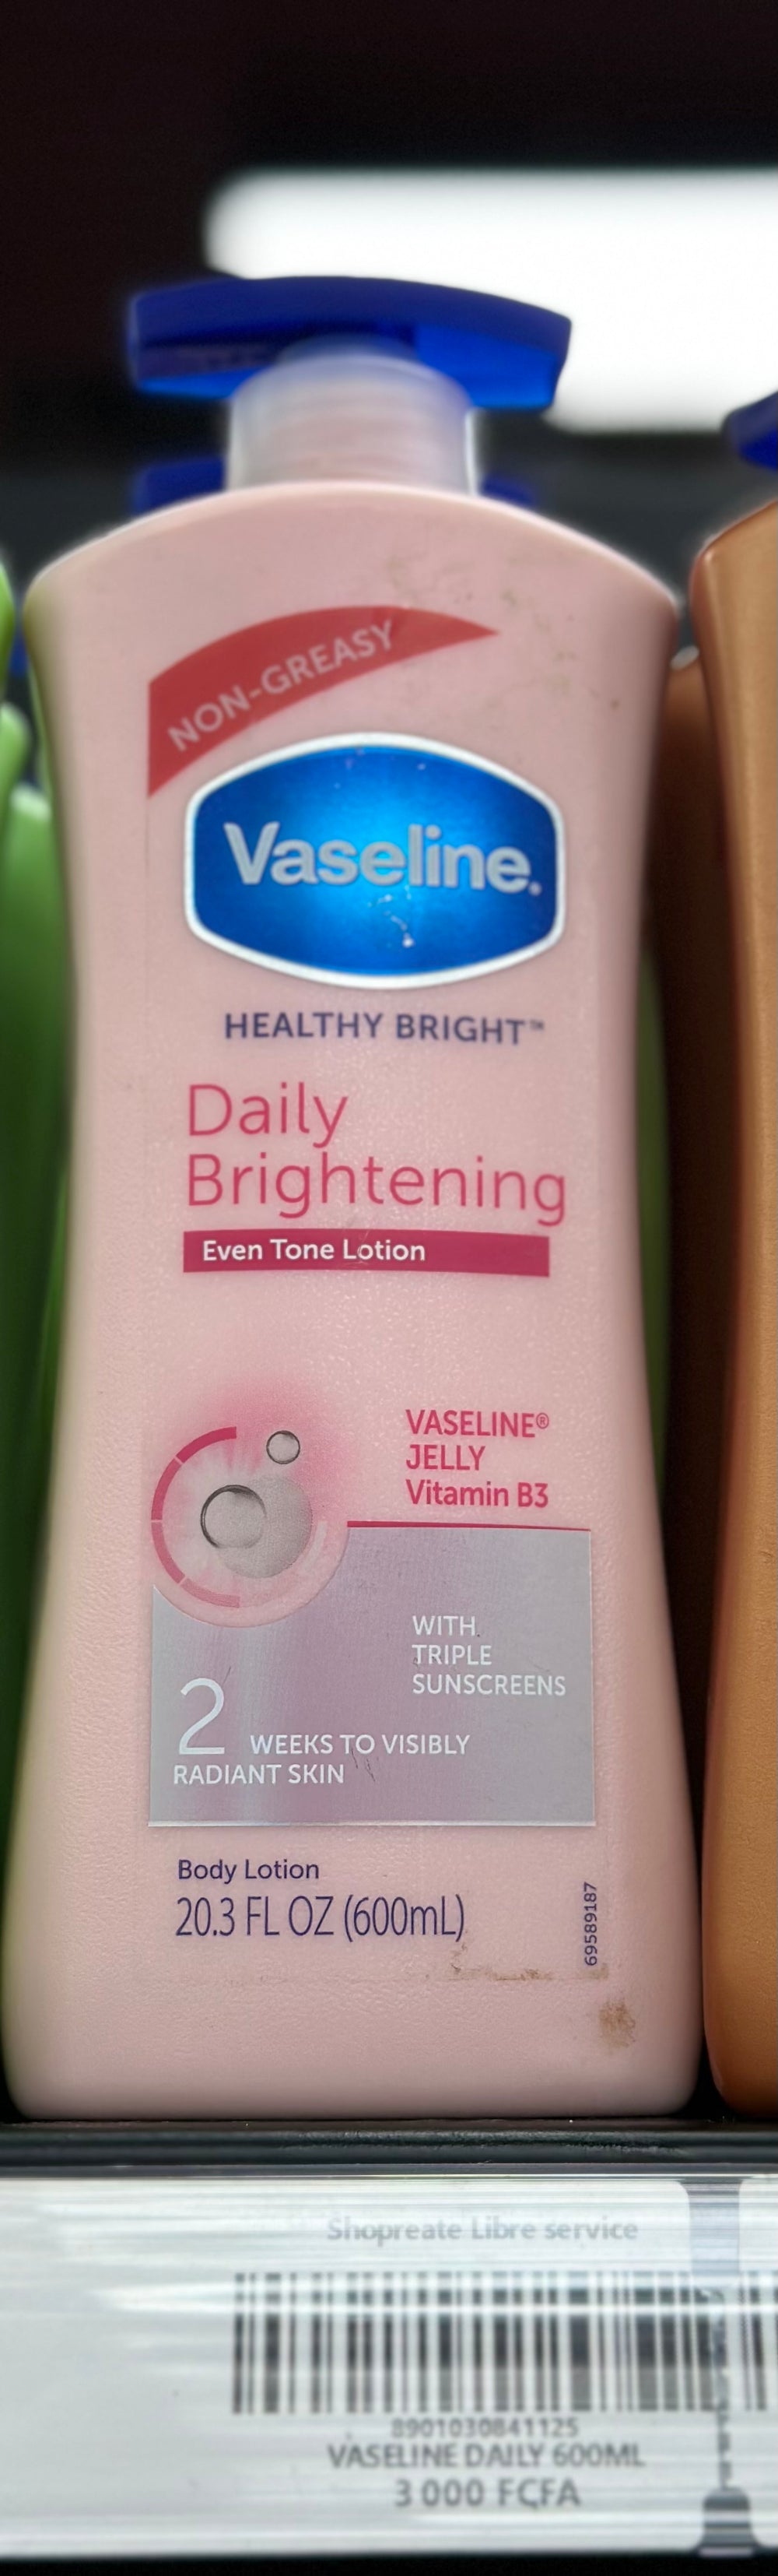 NON-GREASY
Vaseline.
HEALTHY BRIGHT™
Daily
Brightening
Even Tone Lotion
VASELINE®
JELLY
Vitamin B3
WITH
TRIPLE
SUNSCREENS
2 WEEKS TO VISIBLY
RADIANT SKIN
Body Lotion
20.3 FL OZ (600mL)
69589187
Shopreate Libre service
8901030841125
VASELINE DAILY 600ML
3 000 FCFA